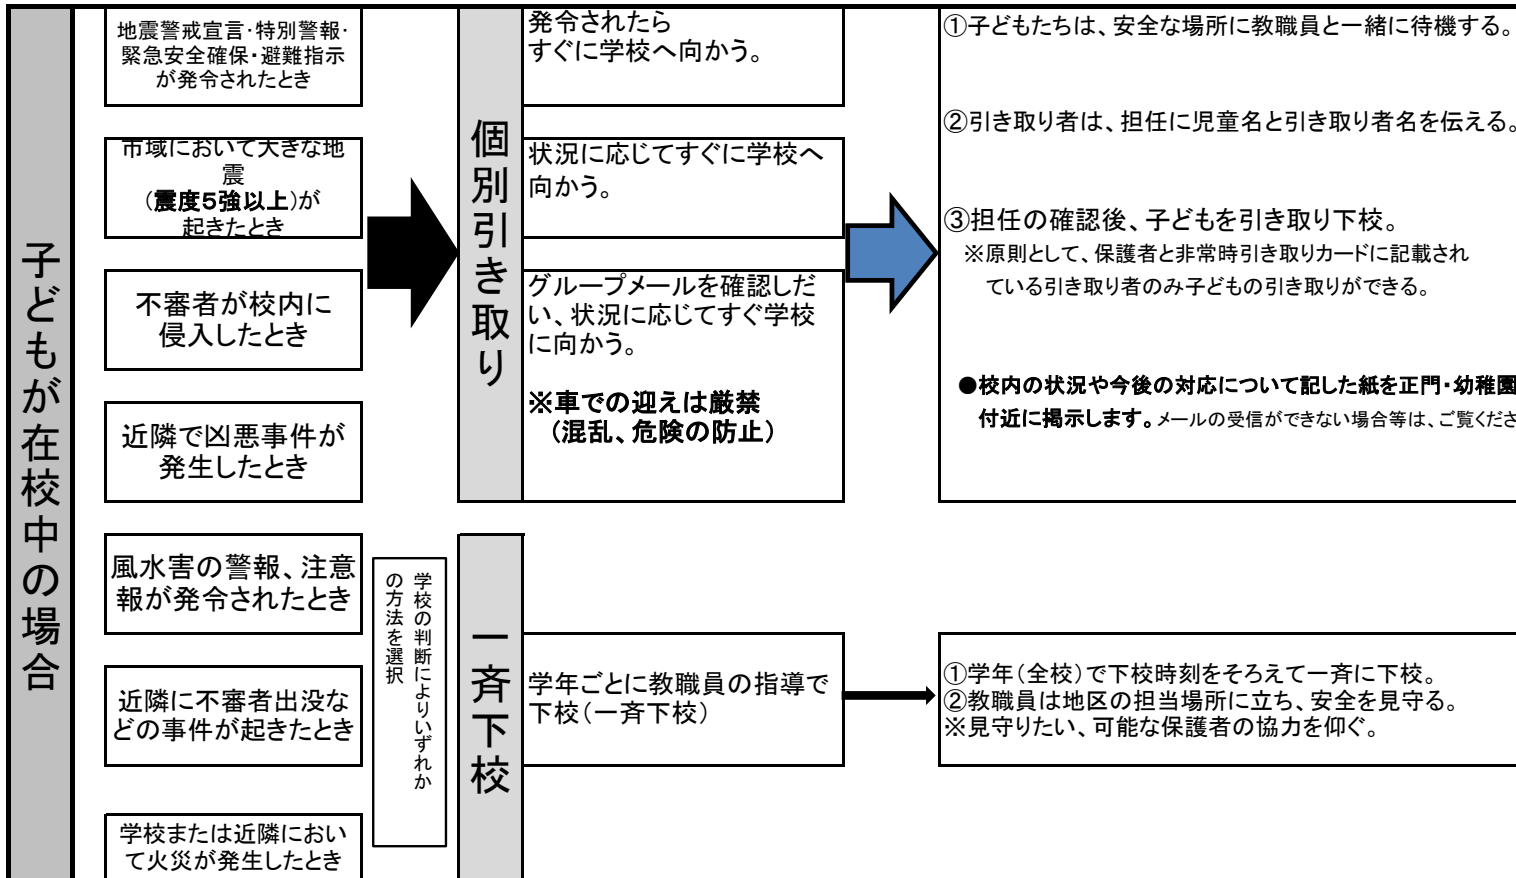 子どもが在校中の場合
地震警戒宣言・特別警報・
緊急安全確保・避難指示
が発令されたとき
市域において大きな地
震
（震度５強以上）が
起きたとき
不審者が校内に
侵入したとき
近隣で凶悪事件が
発生したとき
風水害の警報、注意
報が発令されたとき
近隣に不審者出没な
どの事件が起きたとき
学校または近隣におい
て火災が発生したとき
学校の判断によりいずれか
の方法を選択
個別引き取り
発令されたら
すぐに学校へ向かう。
状況に応じてすぐに学校へ
向かう。
グループメールを確認しだ
い、状況に応じてすぐ学校
に向かう。
※車での迎えは厳禁
（混乱、危険の防止）
①子どもたちは、安全な場所に教職員と一緒に待機する。
②引き取り者は、担任に児童名と引き取り者名を伝える。
③担任の確認後、子どもを引き取り下校。
※原則として、保護者と非常時引き取りカードに記載され
ている引き取り者のみ子どもの引き取りができる。
●校内の状況や今後の対応について記した紙を正門・幼稚園
付近に掲示します。メールの受信ができない場合等は、ご覧くださ
一斉下校
学年ごとに教職員の指導で
下校（一斉下校）
①学年（全校）で下校時刻をそろえて一斉に下校。
②教職員は地区の担当場所に立ち、安全を見守る。
※見守りたい、可能な保護者の協力を仰ぐ。